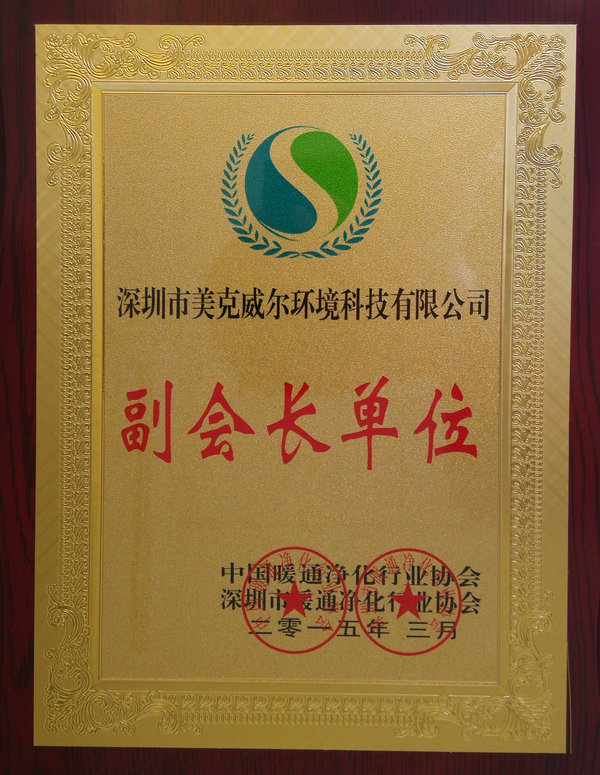 深圳市美克威尔环境科技有限公司
副会长单位
中国暖通净化行业协会
深圳市暖通净化行业协会
二零一五年 三月